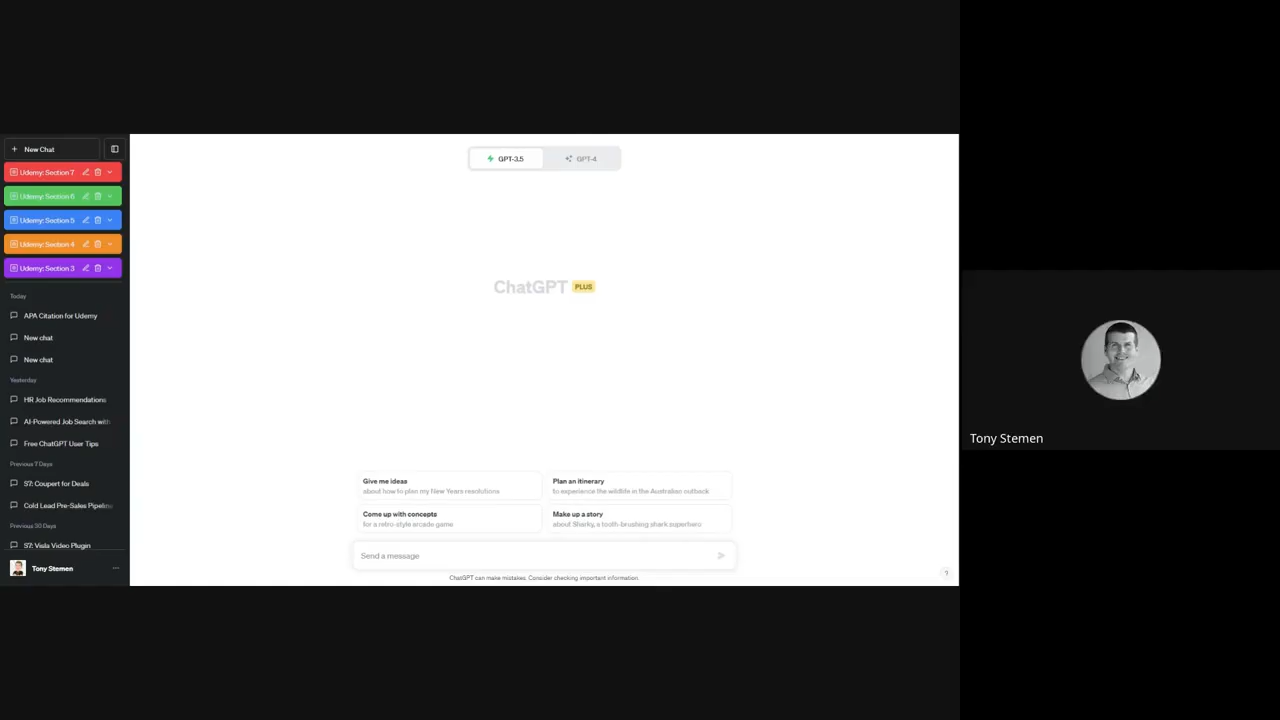 New Chat
Udemy: Section 7
Udemy: Section 6
Udemy: Section 5
Udemy: Section 4
Udemy: Section 3
Today
APA Citation for Udemy
New chat
New chat
Yesterday
HR Job Recommendations
AI-Powered Job Search with
Free ChatGPT User Tips
Previous 7 Days
S7: Coupert for Deals
Cold Lead Pre-Sales Pipeline
Previous 30 Days
S7: Visla Video Plugin
Tony Stemen
GPT-3.5
GPT-4
ChatGPT PLUS
Give me ideas
about how to plan my New Years resolutions
Plan an itinerary
to experience the wildlife in the Australian outback
Come up with concepts
for a retro-style arcade game
Make up a story
about Sharky, a tooth-brushing shark superhero
Send a message
ChatGPT can make mistakes. Consider checking important information.
?
Tony Stemen